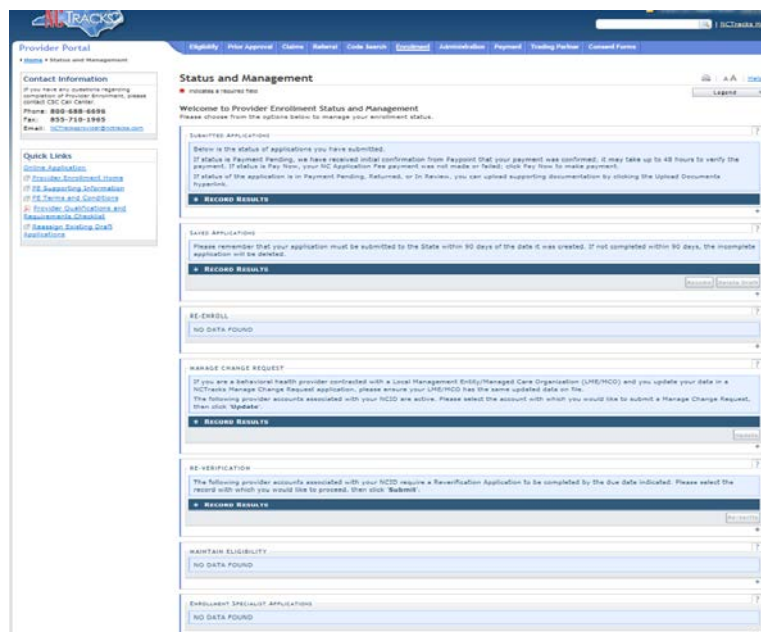 NCTRACKS
NCTracks
Provider Portal
Eligibility Prior Approval Claims Referral Code Search Enrollment Administration Payment Trading Partner Consent Forms
Home Status and Management
Contact Information
If you have any questions regarding
completion of Provider Enrollment, please
contact CSC Call Center.
Phone: 800-688-6696
Fax: 855-710-1965
Email: NCTracksprovider@nctracks.com
Quick Links
Online Application
Provider Enrollment Home
PE Supporting Information
PE Terms and Conditions
Provider Qualifications and
Requirements Checklist
Reassign Existing Draft
Applications
Status and Management
AA Help
* indicates a required field
Legend
Welcome to Provider Enrollment Status and Management
Please choose from the options below to manage your enrollment status.
SUBMITTED APPLICATIONS ?
Below is the status of applications you have submitted.
If status is Payment Pending, we have received initial confirmation from Paypoint that your payment was confirmed; it may take up to 48 hours to verify the
payment. If status is Pay Now, your NC Application Fee payment was not made or failed; click Pay Now to make payment.
If status of the application is in Payment Pending, Returned, or In Review, you can upload supporting documentation by clicking the Upload Documents
hyperlink.
+ RECORD RESULTS
SAVED APPLICATIONS ?
Please remember that your application must be submitted to the State within 90 days of the date it was created. If not completed within 90 days, the incomplete
application will be deleted.
+ RECORD RESULTS
Resume Delete Draft
RE-ENROLL ?
NO DATA FOUND
MANAGE CHANGE REQUEST ?
If you are a behavioral health provider contracted with a Local Management Entity/Managed Care Organization (LME/MCO) and you update your data in a
NCTracks Manage Change Request application, please ensure your LME/MCO has the same updated data on file.
The following provider accounts associated with your NCID are active. Please select the account with which you would like to submit a Manage Change Request,
then click 'Update'.
+ RECORD RESULTS
Update
RE-VERIFICATION ?
The following provider accounts associated with your NCID require a Reverification Application to be completed by the due date indicated. Please select the
record with which you would like to proceed, then click 'Submit'.
+ RECORD RESULTS
Re-Verify
MAINTAIN ELIGIBILITY ?
NO DATA FOUND
ENROLLMENT SPECIALIST APPLICATIONS ?
NO DATA FOUND